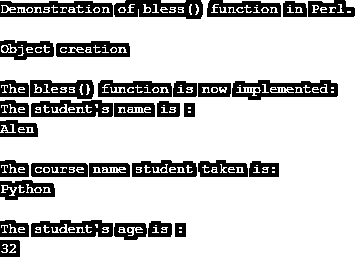 Demonstration of bless() function in Perl.
Object creation
The bless() function is now implemented:
The student's name is :
Alen
The course name student taken is:
Python
The student's age is :
32